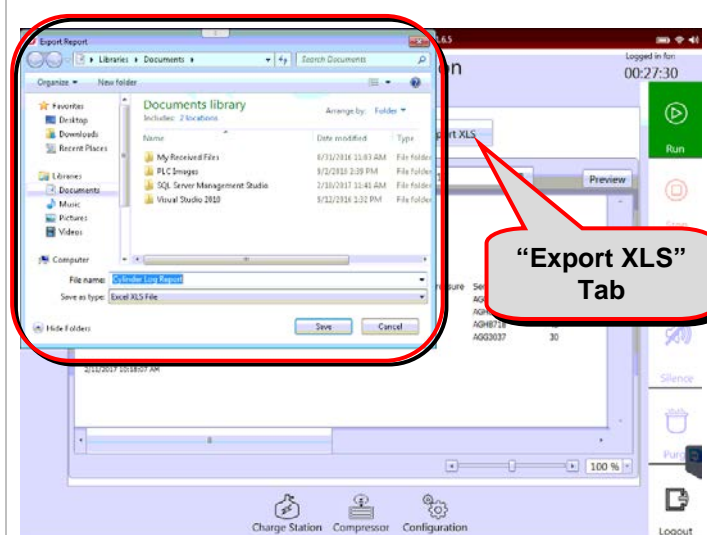 Export Report
1.6.5
Libraries ▸ Documents ▸
Search Documents
on
Logged in for:
00:27:30
Organize ▾ New folder
Favorites
Desktop
Downloads
Recent Places
Libraries
Documents
Music
Pictures
Videos
Computer
Documents library
Includes: 2 locations
Arrange by: Folder ▾
Name Date modified Type
My Received Files 8/31/2016 11:03 AM File folder
PLC Images 9/2/2016 2:39 PM File folder
SQL Server Management Studio 2/10/2017 11:41 AM File folder
Visual Studio 2010 8/12/2016 1:32 PM File folder
File name: Cylinder Log Report
Save as type: Excel XLS File
Hide Folders
Save Cancel
ort XLS
Preview
Run
“Export XLS”
Tab
AGH8718
AGG3037 30
2/11/2017 10:18:07 AM
Silence
Purg
100 %
Charge Station Compressor Configuration
Logout